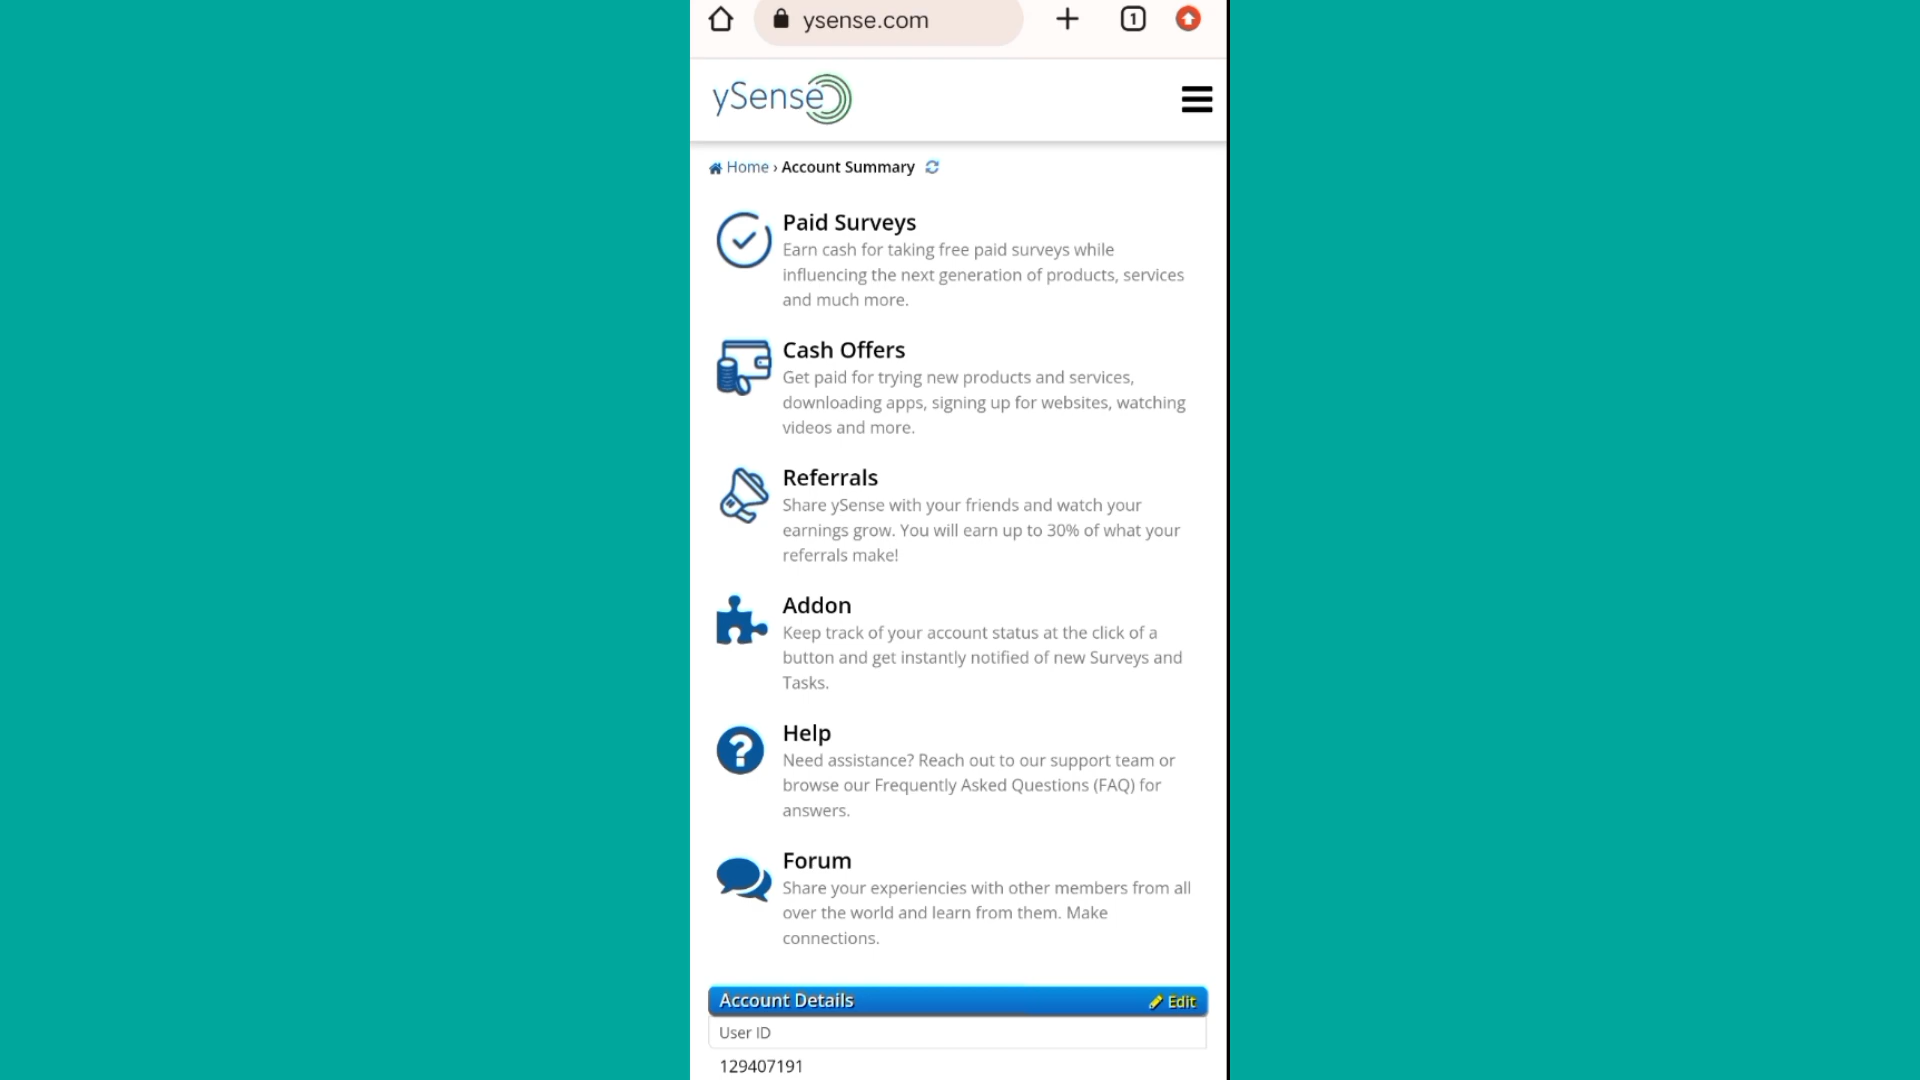 ysense.com
1
ySense
Home › Account Summary
Paid Surveys
Earn cash for taking free paid surveys while
influencing the next generation of products, services
and much more.
Cash Offers
Get paid for trying new products and services,
downloading apps, signing up for websites, watching
videos and more.
Referrals
Share ySense with your friends and watch your
earnings grow. You will earn up to 30% of what your
referrals make!
Addon
Keep track of your account status at the click of a
button and get instantly notified of new Surveys and
Tasks.
Help
Need assistance? Reach out to our support team or
browse our Frequently Asked Questions (FAQ) for
answers.
Forum
Share your experiencies with other members from all
over the world and learn from them. Make
connections.
Account Details Edit
User ID
129407191